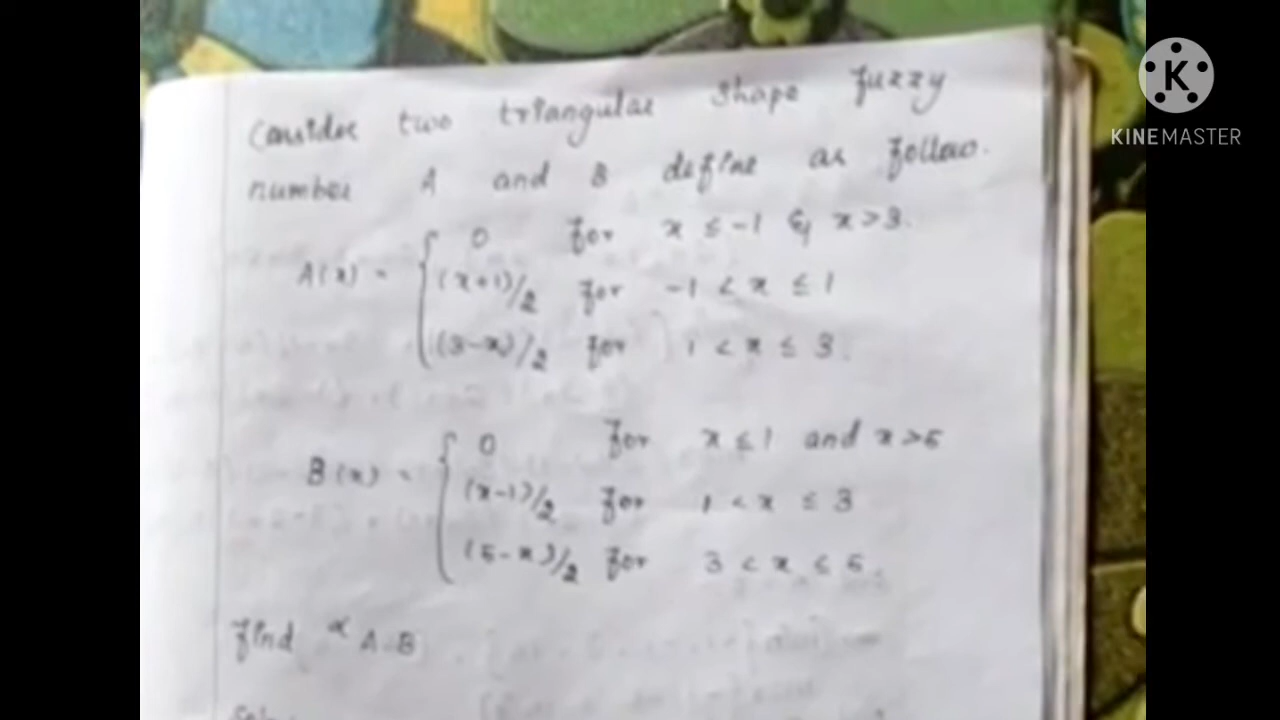 Consider two triangular shape fuzzy
KINEMASTER
number A and B define as follow.
A(x) = { 0 for x ≤ -1 & x > 3.
(x+1)/2 for -1 < x ≤ 1
(3-x)/2 for 1 < x ≤ 3.
B(x) = { 0 for x ≤ 1 and x > 5
(x-1)/2 for 1 < x ≤ 3
(5-x)/2 for 3 < x ≤ 5.
find ᅀ A.B